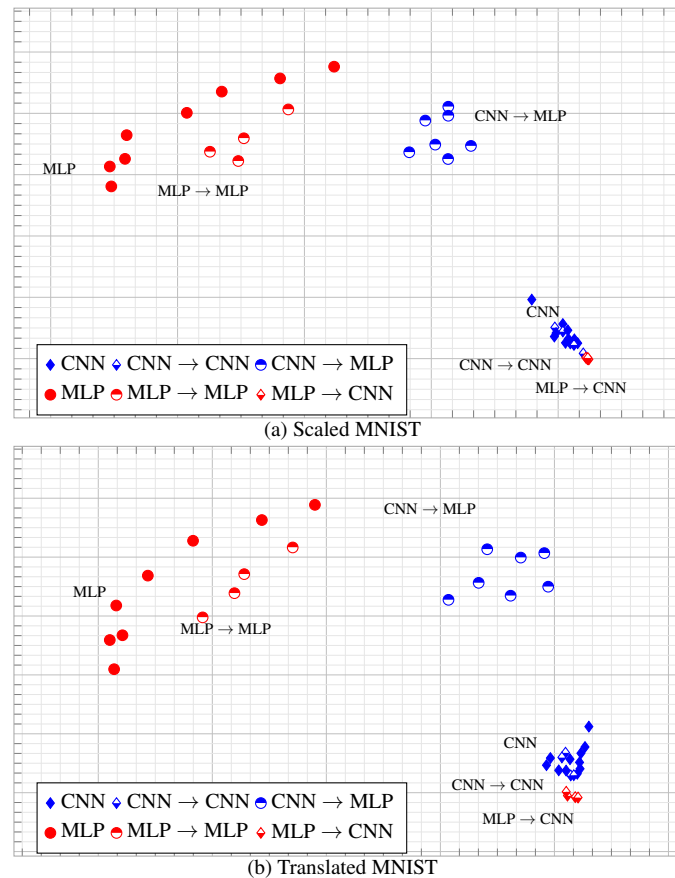 CNN → MLP
MLP
MLP → MLP
CNN
CNN → CNN
MLP → CNN
CNN CNN → CNN CNN → MLP
MLP MLP → MLP MLP → CNN
(a) Scaled MNIST
CNN → MLP
MLP
MLP → MLP
CNN
CNN → CNN
MLP → CNN
CNN CNN → CNN CNN → MLP
MLP MLP → MLP MLP → CNN
(b) Translated MNIST